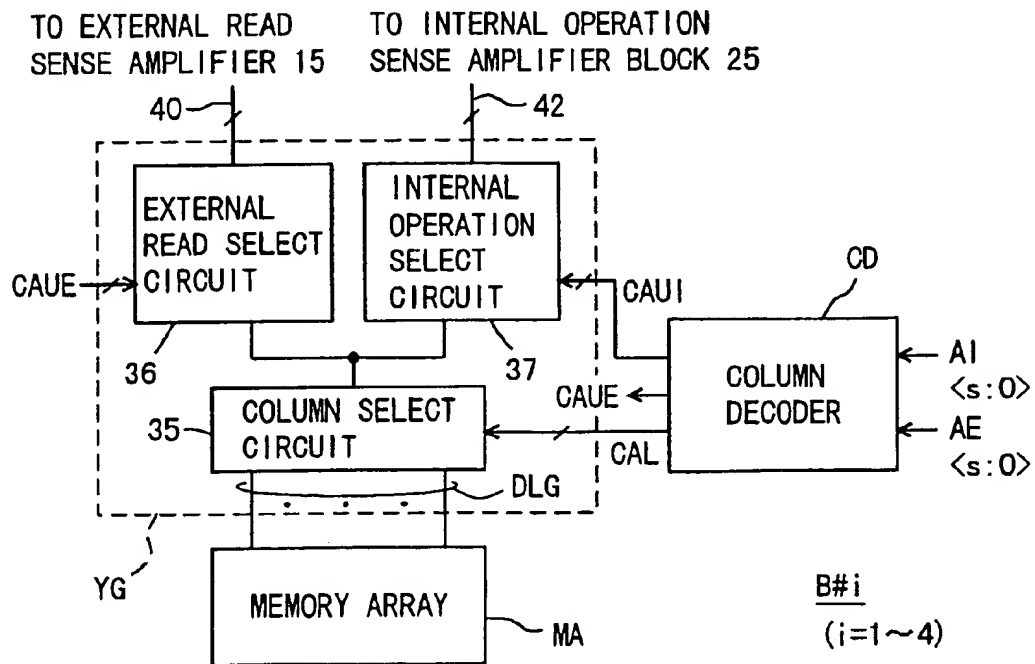 TO EXTERNAL READ
SENSE AMPLIFIER 15
TO INTERNAL OPERATION
SENSE AMPLIFIER BLOCK 25
40
42
EXTERNAL
READ SELECT
CIRCUIT
INTERNAL
OPERATION
SELECT
CIRCUIT
CAUE
CAUI
CD
36
37
COLUMN
DECODER
AI
<s:0>
AE
<s:0>
CAUE
35
COLUMN SELECT
CIRCUIT
CAL
DLG
YG
MEMORY ARRAY
MA
B#i
(i=1~4)